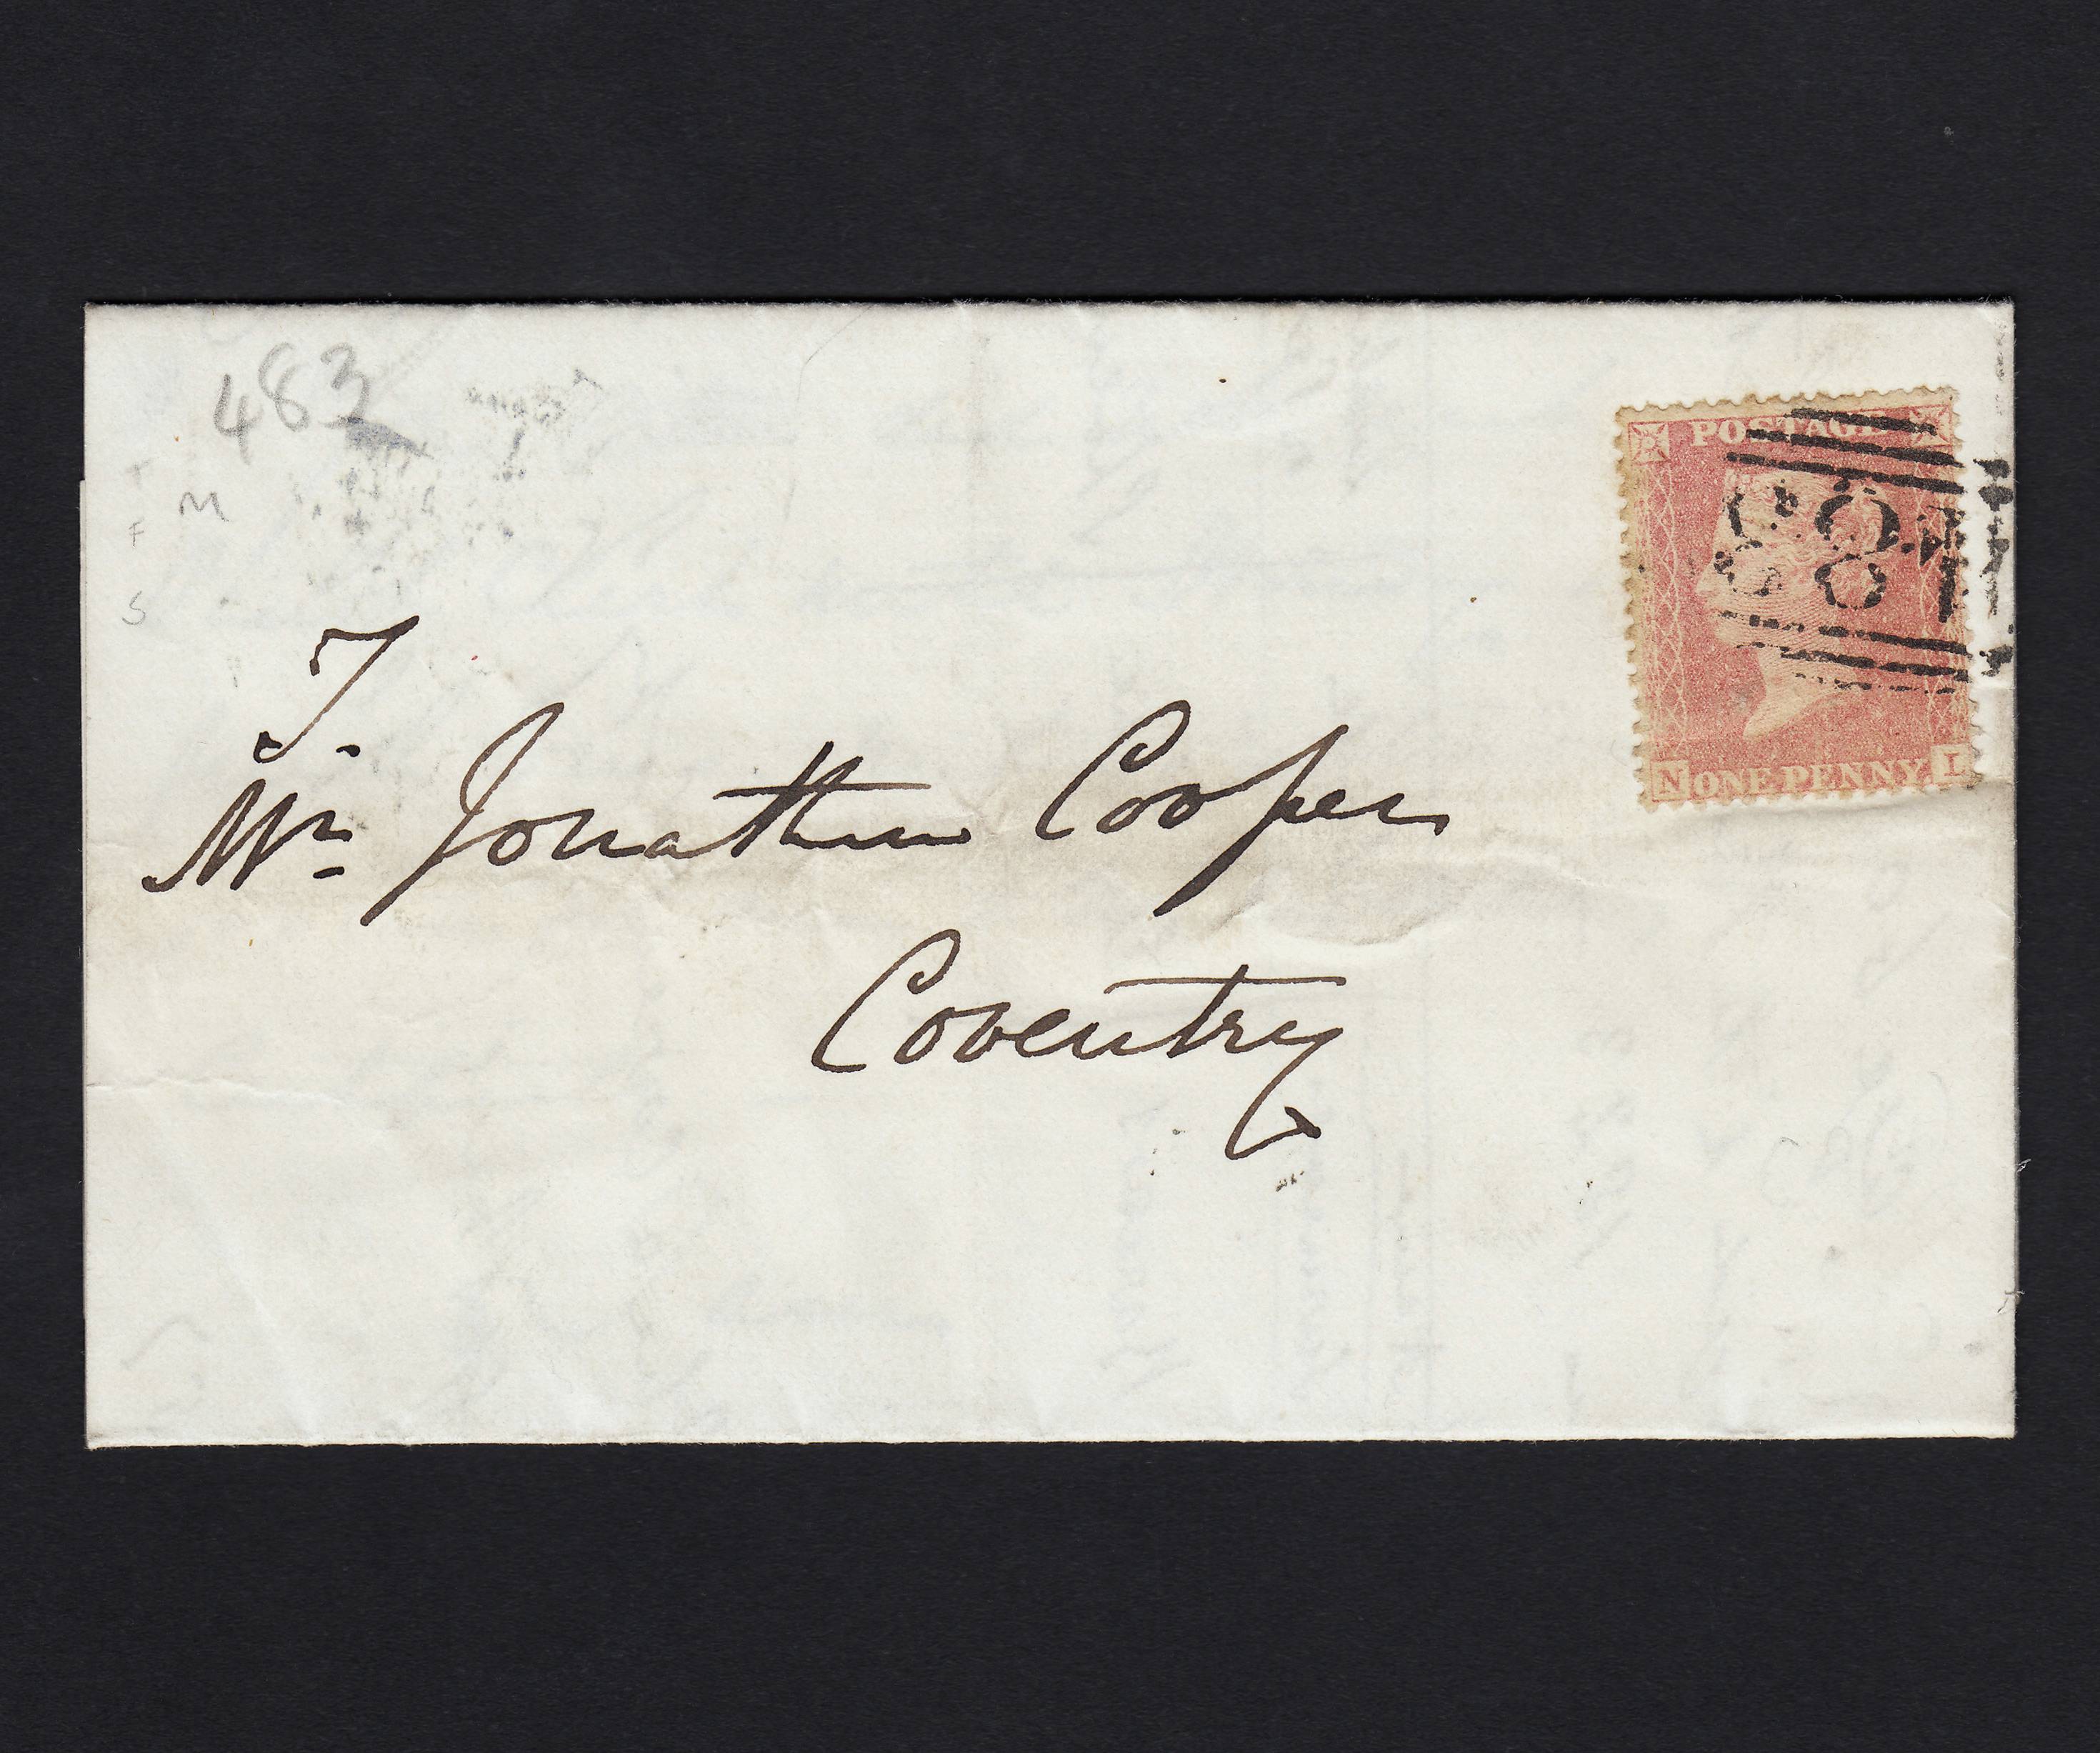 483
M
T
F
S
To
Mr Jonathan Cooper
Coventry
POSTAGE
N ONE PENNY L